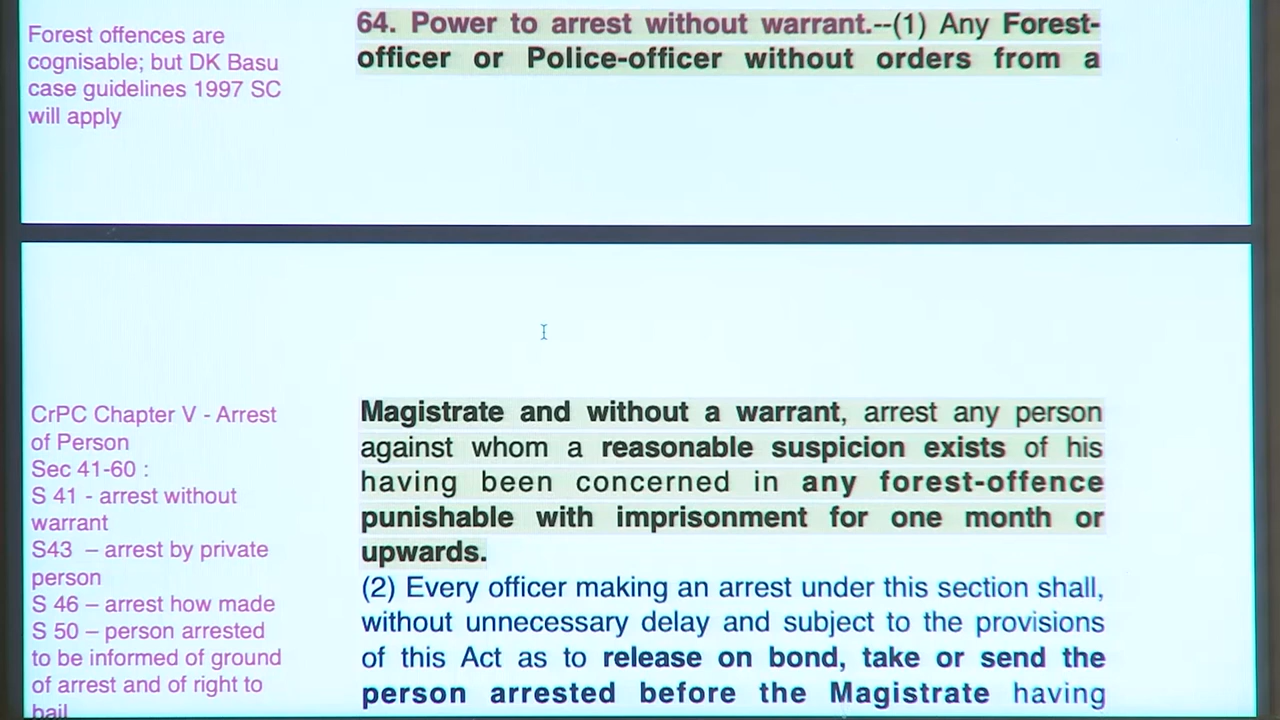 Forest offences are
cognisable; but DK Basu
case guidelines 1997 SC
will apply
64. Power to arrest without warrant.--(1) Any Forest-
officer or Police-officer without orders from a
CrPC Chapter V - Arrest
of Person
Sec 41-60 :
S 41 - arrest without
warrant
S43 – arrest by private
person
S 46 – arrest how made
S 50 – person arrested
to be informed of ground
of arrest and of right to
bail
Magistrate and without a warrant, arrest any person
against whom a reasonable suspicion exists of his
having been concerned in any forest-offence
punishable with imprisonment for one month or
upwards.
(2) Every officer making an arrest under this section shall,
without unnecessary delay and subject to the provisions
of this Act as to release on bond, take or send the
person arrested before the Magistrate having